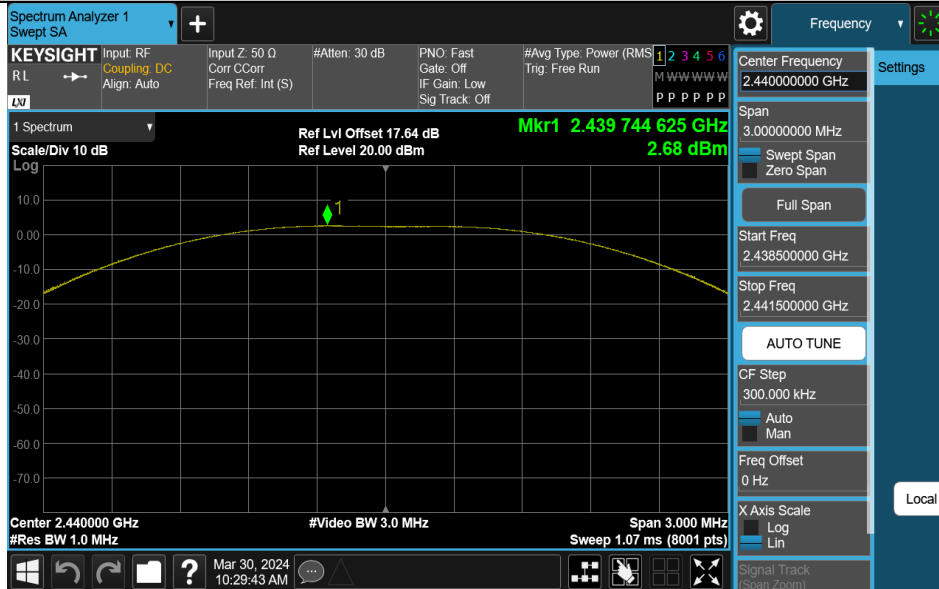 Spectrum Analyzer 1
Swept SA
+
Frequency
KEYSIGHT
RL
LXI
Input: RF
Coupling: DC
Align: Auto
Input Z: 50 Ω
Corr CCorr
Freq Ref: Int (S)
#Atten: 30 dB
PNO: Fast
Gate: Off
IF Gain: Low
Sig Track: Off
#Avg Type: Power (RMS
Trig: Free Run
1 2 3 4 5 6
M W W W W W
P P P P P P
1 Spectrum
Scale/Div 10 dB
Ref Lvl Offset 17.64 dB
Ref Level 20.00 dBm
Mkr1 2.439 744 625 GHz
2.68 dBm
Log
10.0
0.00
-10.0
-20.0
-30.0
-40.0
-50.0
-60.0
-70.0
1
Center 2.440000 GHz
#Res BW 1.0 MHz
#Video BW 3.0 MHz
Span 3.000 MHz
Sweep 1.07 ms (8001 pts)
Center Frequency
2.440000000 GHz
Settings
Span
3.00000000 MHz
Swept Span
Zero Span
Full Span
Start Freq
2.438500000 GHz
Stop Freq
2.441500000 GHz
AUTO TUNE
CF Step
300.000 kHz
Auto
Man
Freq Offset
0 Hz
Local
X Axis Scale
Log
Lin
Signal Track
(Span Zoom)
?
Mar 30, 2024
10:29:43 AM